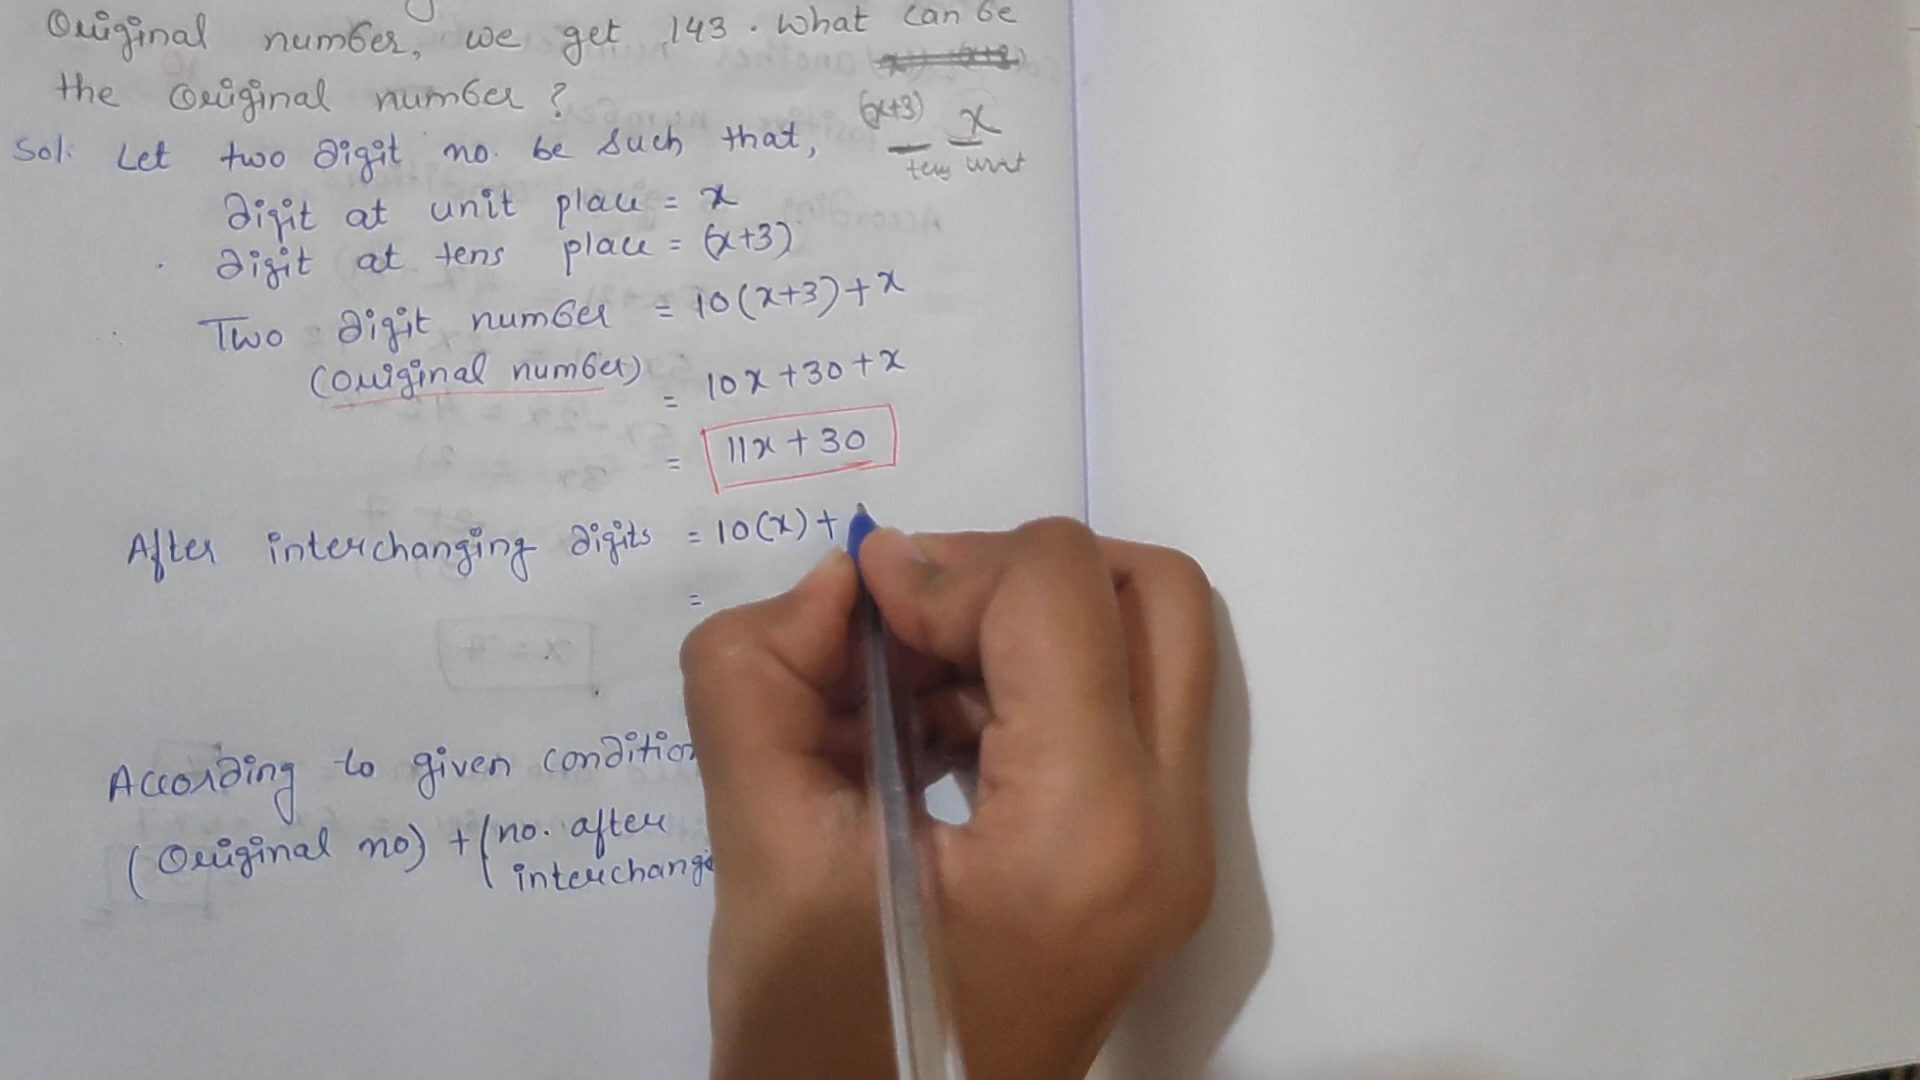 Original number, we get 143. What can be
the original number ?
(x+3) x
tens unit
Sol: Let two digit no. be such that,
digit at unit place = x
digit at tens place = (x+3)
Two digit number = 10(x+3)+x
(original number)
= 10x+30+x
= 11x+30
After interchanging digits = 10(x)+
=
According to given condition
(Original no) + (no. after
interchange